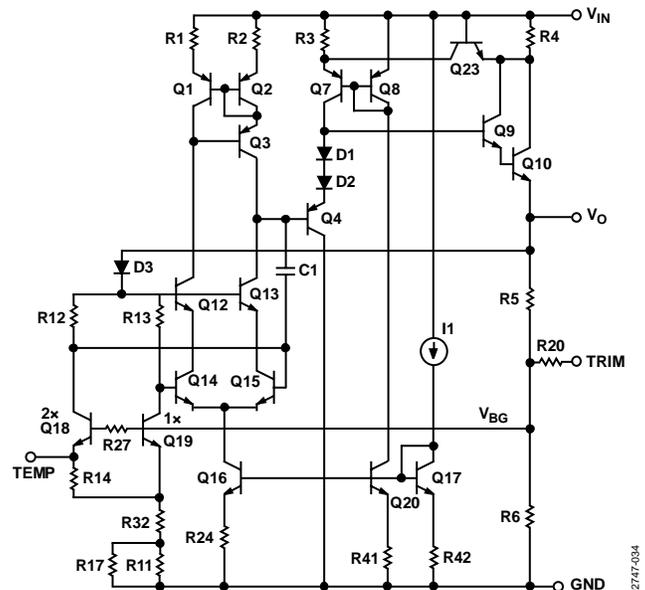 R1
R2
R3
R4
V_IN
Q23
Q1
Q2
Q7
Q8
Q3
Q9
D1
Q10
D2
Q4
V_O
D3
C1
Q12
Q13
R5
R12
R13
I1
R20
TRIM
Q14
Q15
2×
Q18
1×
Q19
V_BG
R27
TEMP
R14
Q16
Q17
Q20
R32
R24
R6
R17
R11
R41
R42
GND
2747-034